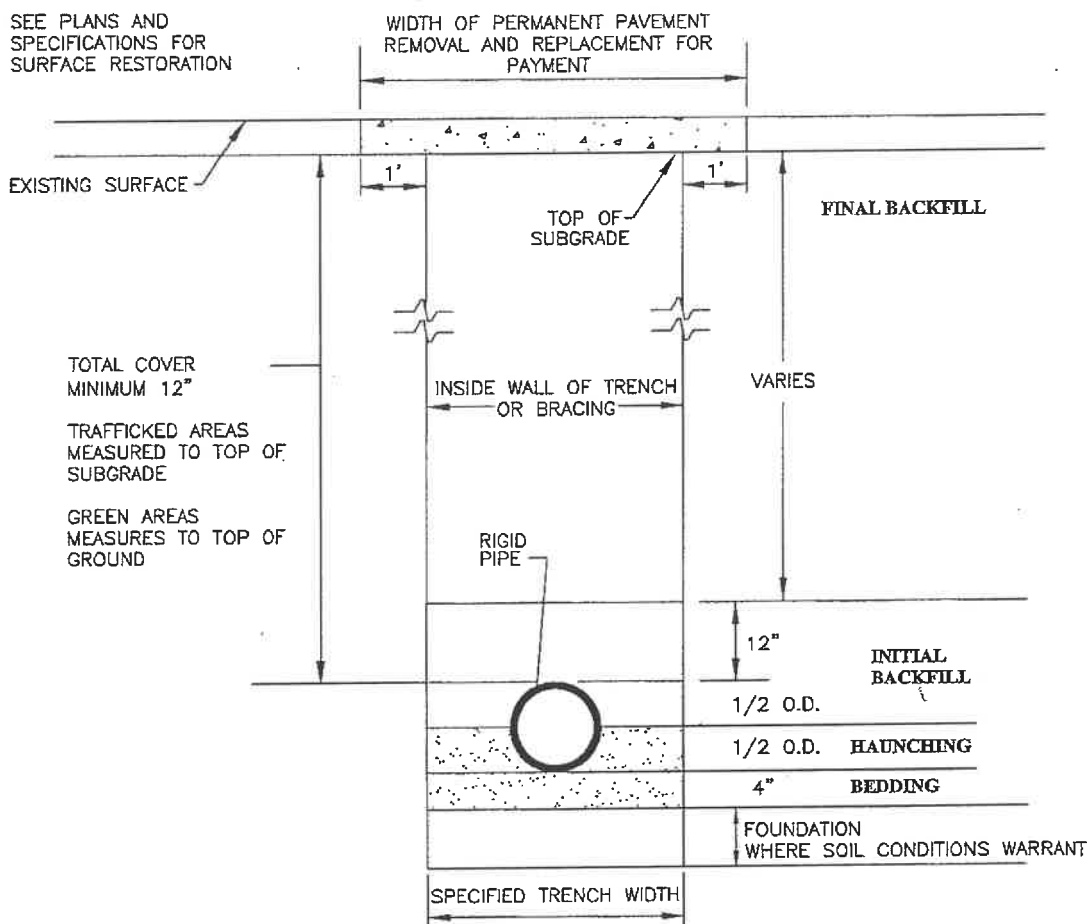 SEE PLANS AND
SPECIFICATIONS FOR
SURFACE RESTORATION
WIDTH OF PERMANENT PAVEMENT
REMOVAL AND REPLACEMENT FOR
PAYMENT
EXISTING SURFACE
1'
1'
TOP OF
SUBGRADE
FINAL BACKFILL
TOTAL COVER
MINIMUM 12"
TRAFFICKED AREAS
MEASURED TO TOP OF
SUBGRADE
GREEN AREAS
MEASURES TO TOP OF
GROUND
INSIDE WALL OF TRENCH
OR BRACING
VARIES
RIGID
PIPE
12"
INITIAL
BACKFILL
1/2 O.D.
1/2 O.D. HAUNCHING
4" BEDDING
FOUNDATION
WHERE SOIL CONDITIONS WARRANT
SPECIFIED TRENCH WIDTH